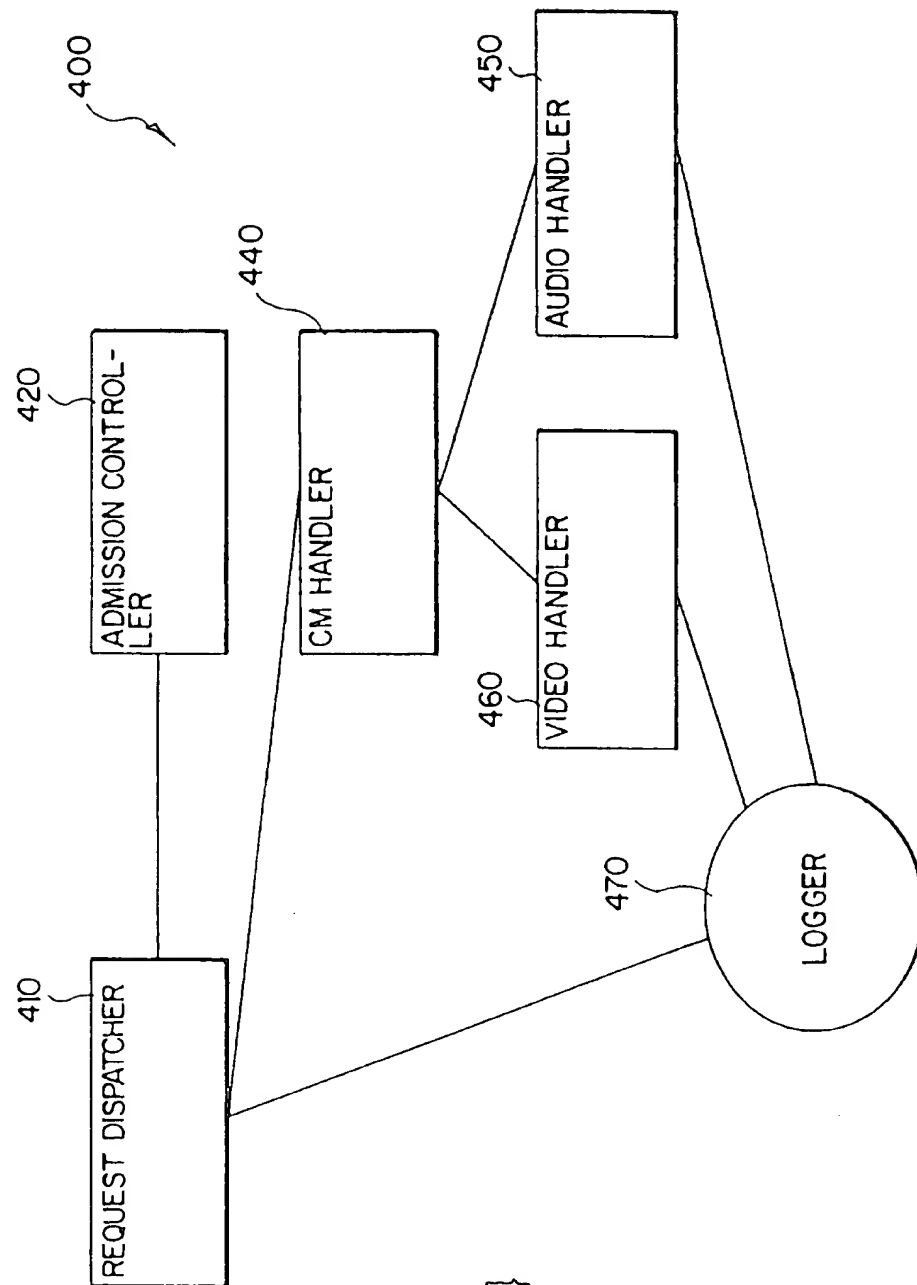 400
410
REQUEST DISPATCHER
420
ADMISSION CONTROL-
LER
440
CM HANDLER
460
VIDEO HANDLER
450
AUDIO HANDLER
470
LOGGER